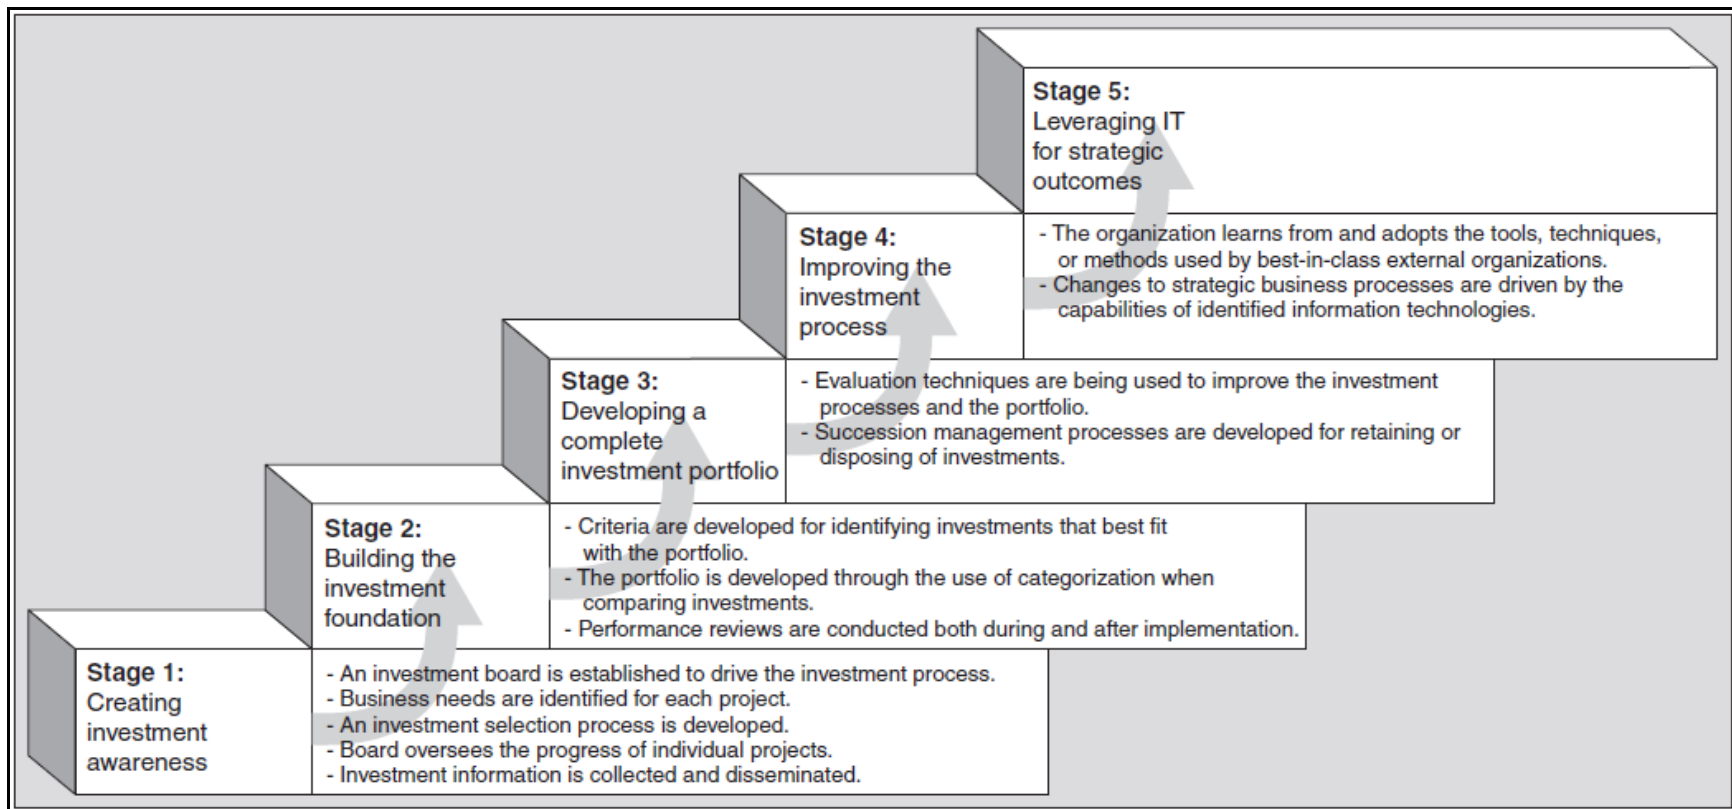 Stage 5:
Leveraging IT
for strategic
outcomes
- The organization learns from and adopts the tools, techniques,
or methods used by best-in-class external organizations.
- Changes to strategic business processes are driven by the
capabilities of identified information technologies.
Stage 4:
Improving the
investment
process
- Evaluation techniques are being used to improve the investment
processes and the portfolio.
- Succession management processes are developed for retaining or
disposing of investments.
Stage 3:
Developing a
complete
investment portfolio
- Criteria are developed for identifying investments that best fit
with the portfolio.
- The portfolio is developed through the use of categorization when
comparing investments.
- Performance reviews are conducted both during and after implementation.
Stage 2:
Building the
investment
foundation
- An investment board is established to drive the investment process.
- Business needs are identified for each project.
- An investment selection process is developed.
- Board oversees the progress of individual projects.
- Investment information is collected and disseminated.
Stage 1:
Creating
investment
awareness